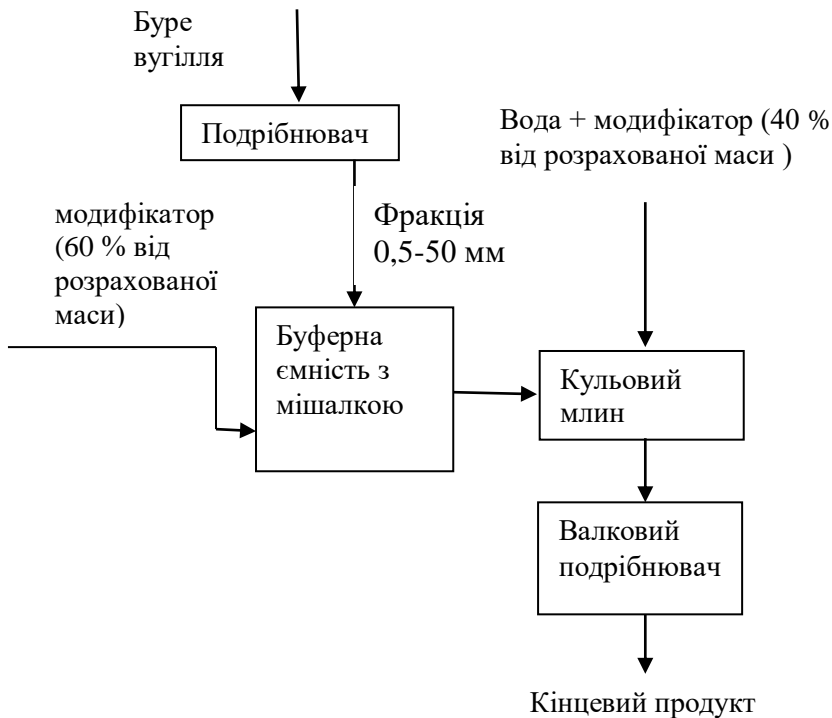 Буре
вугілля
Подрібнювач
Вода + модифікатор (40 %
від розрахованої маси )
модифікатор
(60 % від
розрахованої
маси)
Фракція
0,5-50 мм
Буферна
ємність з
мішалкою
Кульовий
млин
Валковий
подрібнювач
Кінцевий продукт